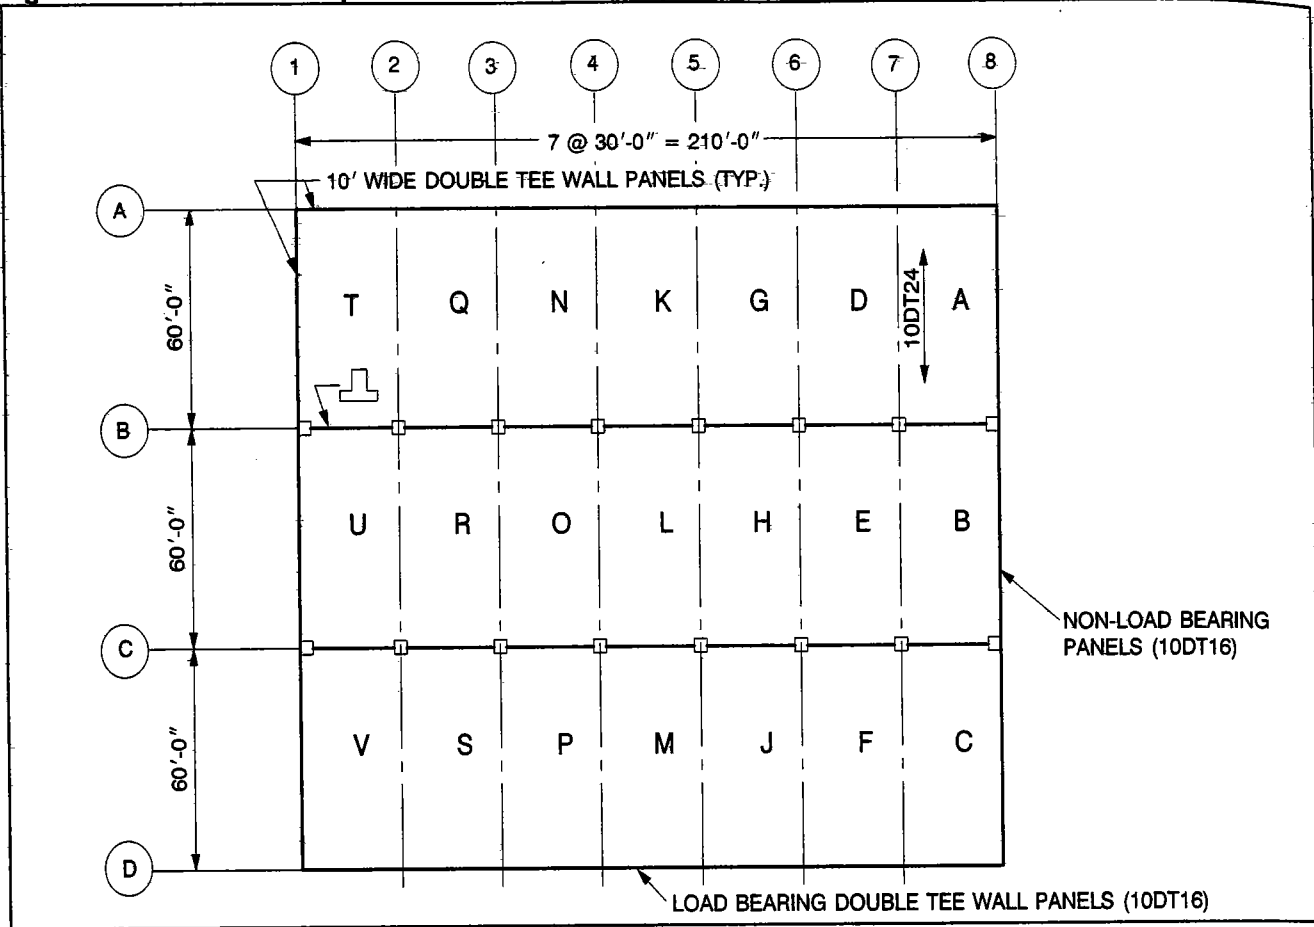 1 2 3 4 5 6 7 8
7 @ 30'-0" = 210'-0"
10' WIDE DOUBLE TEE WALL PANELS (TYP.)
A
60'-0"
T Q N K G D A
10DT24
B
60'-0"
U R O L H E B
NON-LOAD BEARING
PANELS (10DT16)
C
60'-0"
V S P M J F C
D
LOAD BEARING DOUBLE TEE WALL PANELS (10DT16)